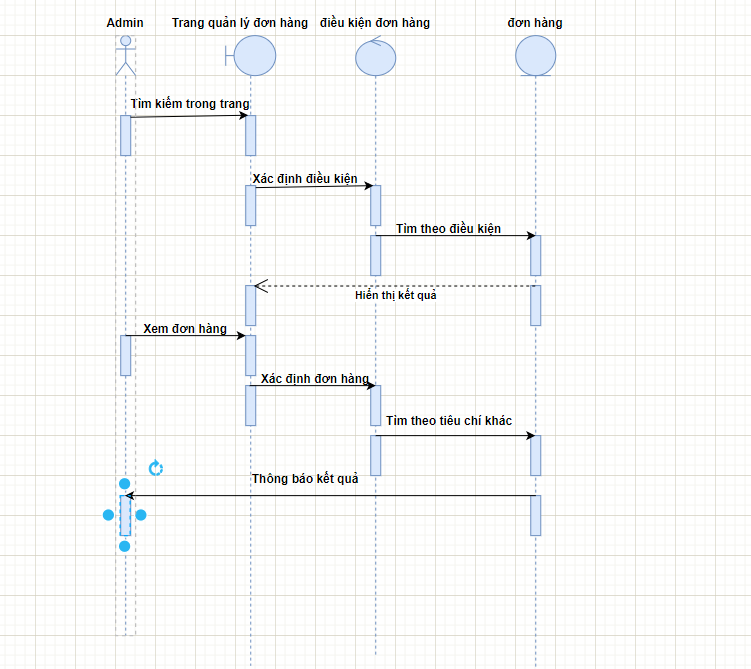 Admin
Trang quản lý đơn hàng
điều kiện đơn hàng
đơn hàng
Tìm kiếm trong trang
Xác định điều kiện
Tìm theo điều kiện
Hiển thị kết quả
Xem đơn hàng
Xác định đơn hàng
Tìm theo tiêu chí khác
Thông báo kết quả